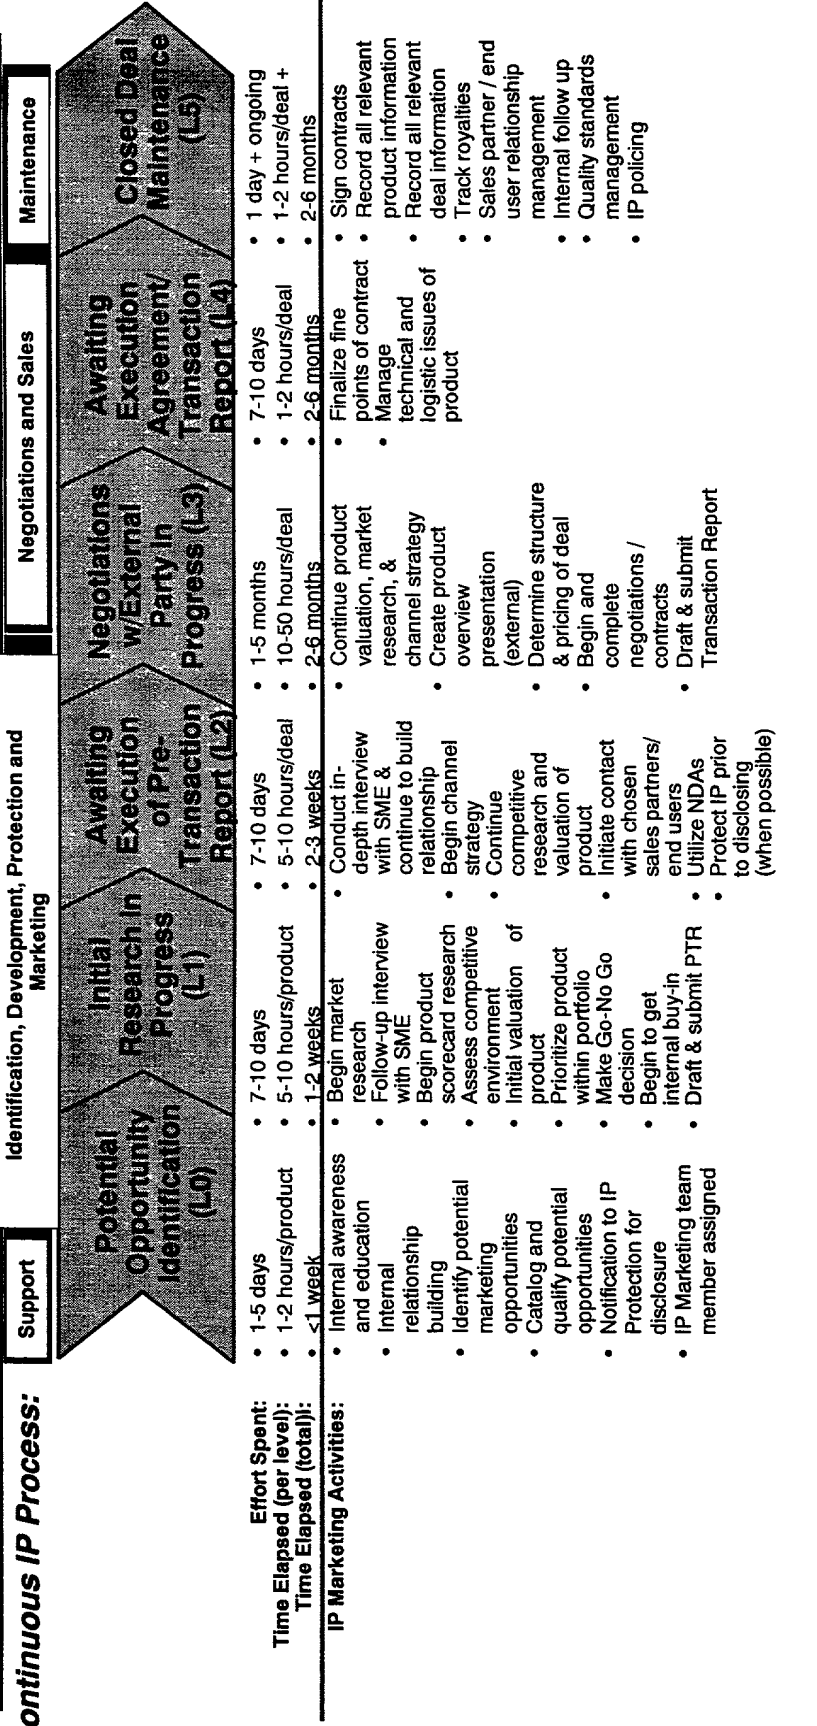 ontinuous IP Process:
Support
Identification, Development, Protection and
Marketing
Negotiations and Sales
Maintenance
Potential
Opportunity
Identification
(L0)
Initial
Research In
Progress
(L1)
Awaiting
Execution
of Pre-
Transaction
Report (L2)
Negotiations
w/External
Party In
Progress (L3)
Awaiting
Execution
Agreement/
Transaction
Report (L4)
Closed Deal
Maintenance
(L5)
Effort Spent:
Time Elapsed (per level):
Time Elapsed (total)l:
• 1-5 days
• 1-2 hours/product
• <1 week
• 7-10 days
• 5-10 hours/product
• 1-2 weeks
• 7-10 days
• 5-10 hours/deal
• 2-3 weeks
• 1-5 months
• 10-50 hours/deal
• 2-6 months
• 7-10 days
• 1-2 hours/deal
• 2-6 months
• 1 day + ongoing
• 1-2 hours/deal +
• 2-6 months
IP Marketing Activities:
• Internal awareness
and education
• Internal
relationship
building
• Identify potential
marketing
opportunities
• Catalog and
qualify potential
opportunities
• Notification to IP
Protection for
disclosure
• IP Marketing team
member assigned
• Begin market
research
• Follow-up interview
with SME
• Begin product
scorecard research
• Assess competitive
environment
• Initial valuation of
product
• Prioritize product
within portfolio
• Make Go-No Go
decision
• Begin to get
internal buy-in
• Draft & submit PTR
• Conduct in-
depth interview
with SME &
continue to build
relationship
• Begin channel
strategy
• Continue
competitive
research and
valuation of
product
• Initiate contact
with chosen
sales partners/
end users
• Utilize NDAs
• Protect IP prior
to disclosing
(when possible)
• Continue product
valuation, market
research, &
channel strategy
• Create product
overview
presentation
(external)
• Determine structure
& pricing of deal
• Begin and
complete
negotiations /
contracts
• Draft & submit
Transaction Report
• Finalize fine
points of contract
• Manage
technical and
logistic issues of
product
• Sign contracts
• Record all relevant
product information
• Record all relevant
deal information
• Track royalties
• Sales partner / end
user relationship
management
• Internal follow up
• Quality standards
management
• IP policing